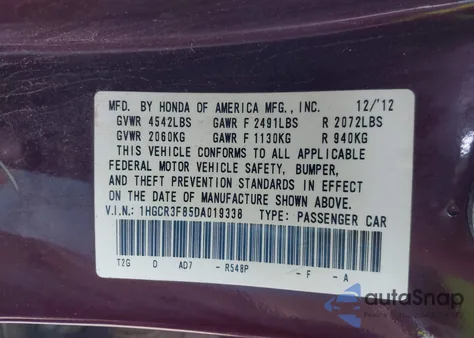 MFD. BY HONDA OF AMERICA MFG., INC. 12/'12
GVWR 4542LBS GAWR F 2491LBS R 2072LBS
GVWR 2060KG GAWR F 1130KG R 940KG
THIS VEHICLE CONFORMS TO ALL APPLICABLE
FEDERAL MOTOR VEHICLE SAFETY, BUMPER,
AND THEFT PREVENTION STANDARDS IN EFFECT
ON THE DATE OF MANUFACTURE SHOWN ABOVE.
V.I.N.: 1HGCR3F85DA019338 TYPE: PASSENGER CAR
T2G D AD7 - R548P - F - A
autoSnap